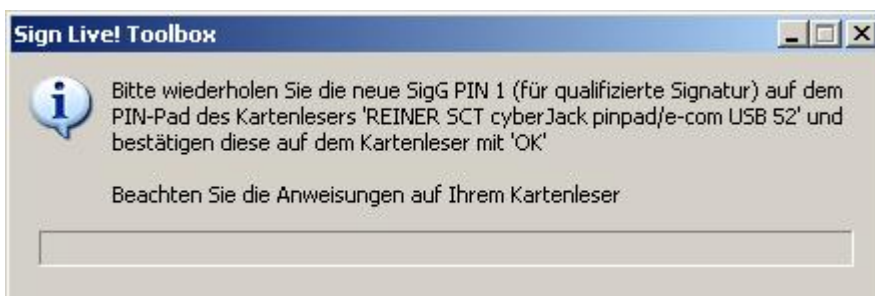 Sign Live! Toolbox
Bitte wiederholen Sie die neue SigG PIN 1 (für qualifizierte Signatur) auf dem
PIN-Pad des Kartenlesers 'REINER SCT cyberJack pinpad/e-com USB 52' und
bestätigen diese auf dem Kartenleser mit 'OK'
Beachten Sie die Anweisungen auf Ihrem Kartenleser